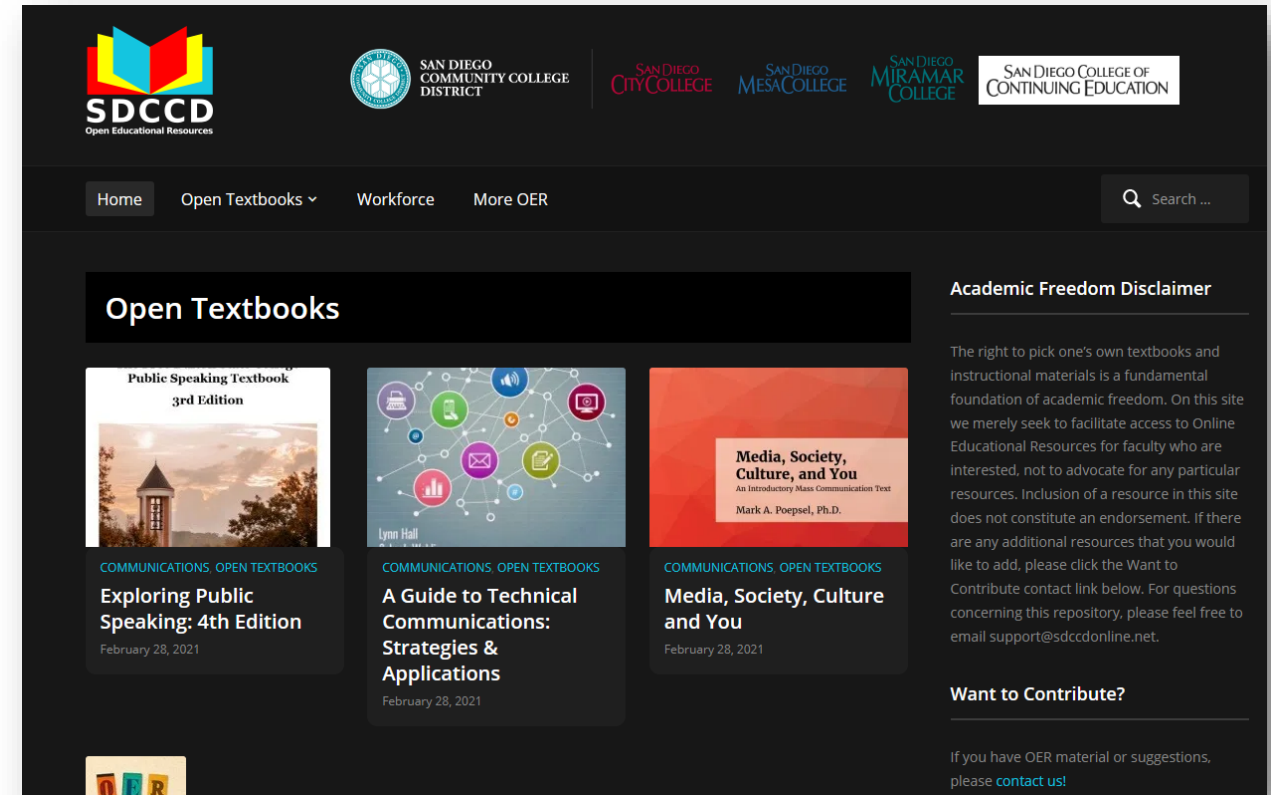 SDCCD
Open Educational Resources
SAN DIEGO
COMMUNITY COLLEGE
DISTRICT
SAN DIEGO
CITY COLLEGE
SAN DIEGO
MESA COLLEGE
SAN DIEGO
MIRAMAR
COLLEGE
SAN DIEGO COLLEGE OF
CONTINUING EDUCATION
Home
Open Textbooks
Workforce
More OER
Search ...
Open Textbooks
Public Speaking Textbook
3rd Edition
COMMUNICATIONS, OPEN TEXTBOOKS
Exploring Public
Speaking: 4th Edition
February 28, 2021
Lynn Hall
COMMUNICATIONS, OPEN TEXTBOOKS
A Guide to Technical
Communications:
Strategies &
Applications
February 28, 2021
Media, Society,
Culture, and You
An Introductory Mass Communication Text
Mark A. Poepsel, Ph.D.
COMMUNICATIONS, OPEN TEXTBOOKS
Media, Society, Culture
and You
February 28, 2021
OER
Academic Freedom Disclaimer
The right to pick one's own textbooks and
instructional materials is a fundamental
foundation of academic freedom. On this site
we merely seek to facilitate access to Online
Educational Resources for faculty who are
interested, not to advocate for any particular
resources. Inclusion of a resource in this site
does not constitute an endorsement. If there
are any additional resources that you would
like to add, please click the Want to
Contribute contact link below. For questions
concerning this repository, please feel free to
email support@sdccdonline.net.
Want to Contribute?
If you have OER material or suggestions,
please contact us!